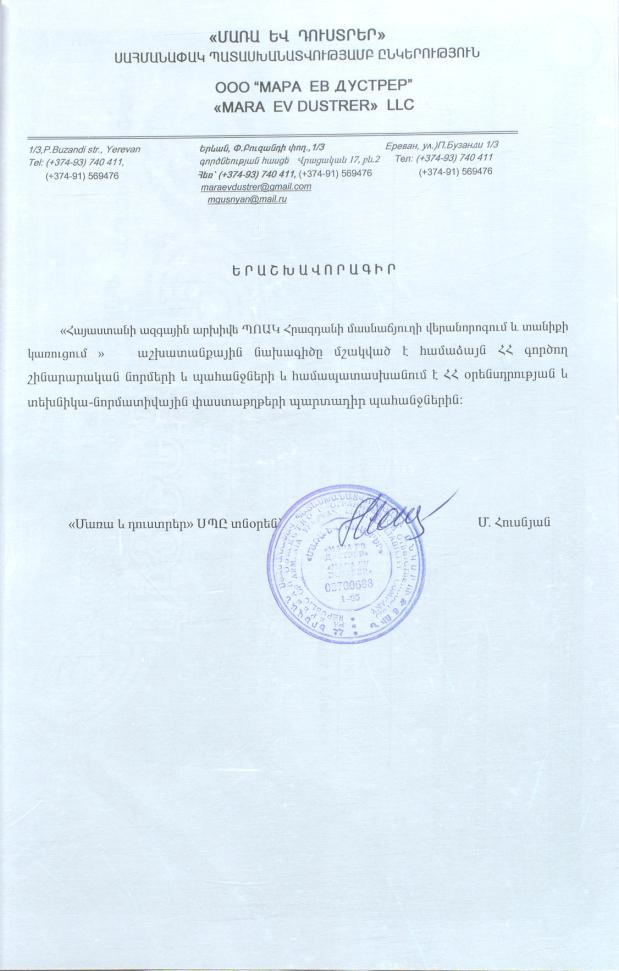 «ՄԱՌԱ ԵՎ ԴՈՒՍՏՐԵՐ»
ՍԱՀՄԱՆԱՓԱԿ ՊԱՏԱՍԽԱՆԱՏՎՈՒԹՅԱՄԲ ԸՆԿԵՐՈՒԹՅՈՒՆ
ООО “МАРА ЕВ ДУСТРЕР”
«MARA EV DUSTRER» LLC
1/3,P.Buzandi str., Yerevan
Tel: (+374-93) 740 411,
(+374-91) 569476
Երևան, Փ.Բուզանդի փող.,1/3
գործնեության հասցե Վրացական 17, բն.2
Հեռ՝ (+374-93) 740 411, (+374-91) 569476
maraevdustrer@gmail.com
mgusnyan@mail.ru
Ереван, ул.)П.Бузанди 1/3
Тел: (+374-93) 740 411
(+374-91) 569476
ԵՐԱՇԽԱՎՈՐԱԳԻՐ
«Հայաստանի ազգային արխիվե ՊՈԱԿ Հրազդանի մասնաճյուղի վերանորոգում և տանիքի
կառուցում » աշխատանքային նախագիծը մշակված է համաձայն ՀՀ գործող
շինարարական նորմերի և պահանջների և համապատասխանում է ՀՀ օրենսդրության և
տեխնիկա-նորմատիվային փաստաթղթերի պարտադիր պահանջներին:
«Մառա և դուստրեր» ՍՊԸ տնօրեն՝
Մ. Հուսնյան
02700688